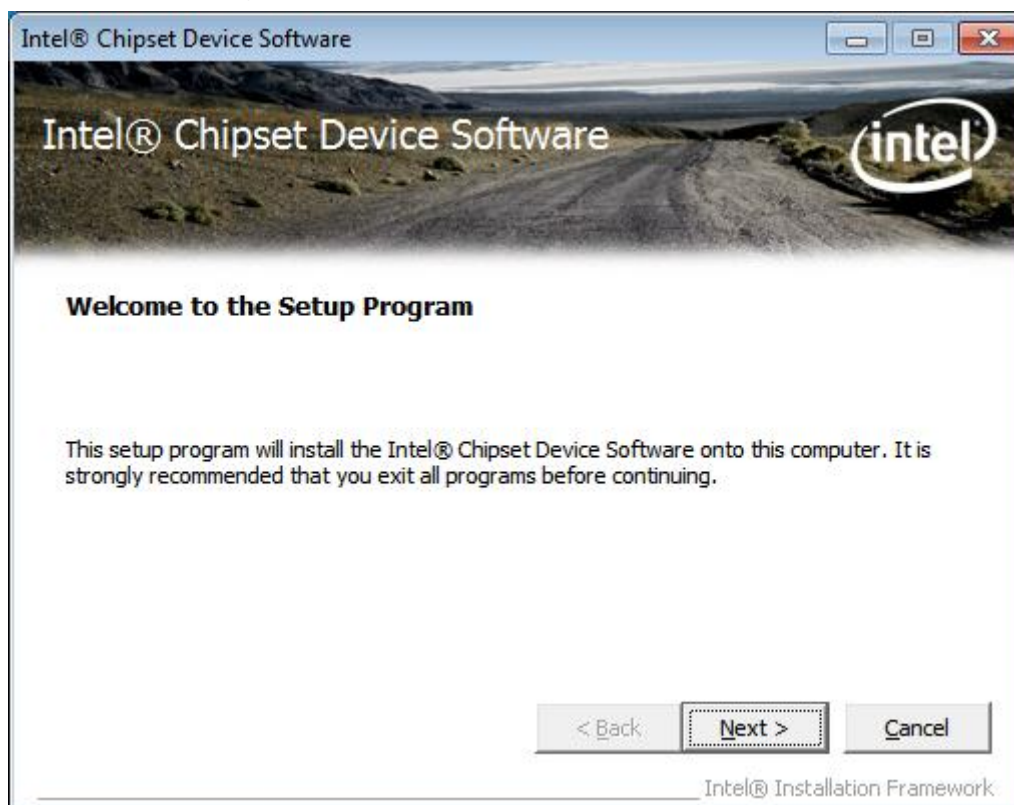 Intel® Chipset Device Software
Intel® Chipset Device Software
intel
Welcome to the Setup Program
This setup program will install the Intel® Chipset Device Software onto this computer. It is
strongly recommended that you exit all programs before continuing.
< Back
Next >
Cancel
Intel® Installation Framework